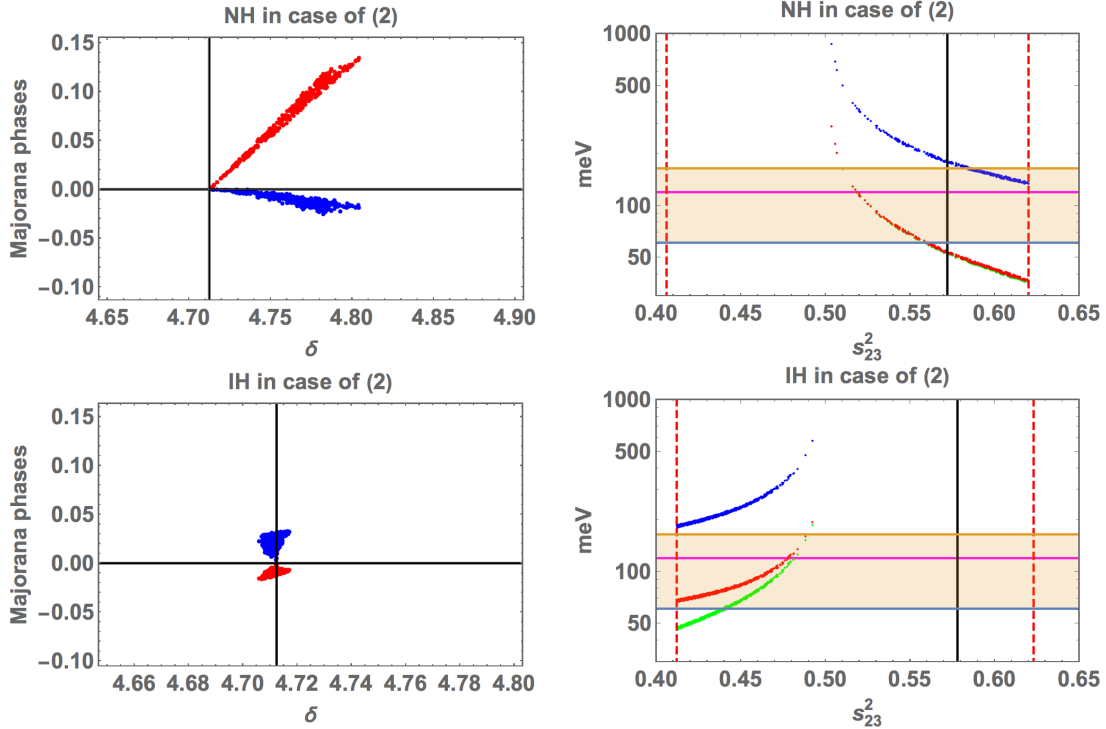 NH in case of (2)
Majorana phases
0.15
0.10
0.05
0.00
−0.05
−0.10
4.65 4.70 4.75 4.80 4.85 4.90
δ
NH in case of (2)
meV
1000
500
100
50
0.40 0.45 0.50 0.55 0.60 0.65
s²₂₃
IH in case of (2)
Majorana phases
0.15
0.10
0.05
0.00
−0.05
−0.10
4.66 4.68 4.70 4.72 4.74 4.76 4.78 4.80
δ
IH in case of (2)
meV
1000
500
100
50
0.40 0.45 0.50 0.55 0.60 0.65
s²₂₃